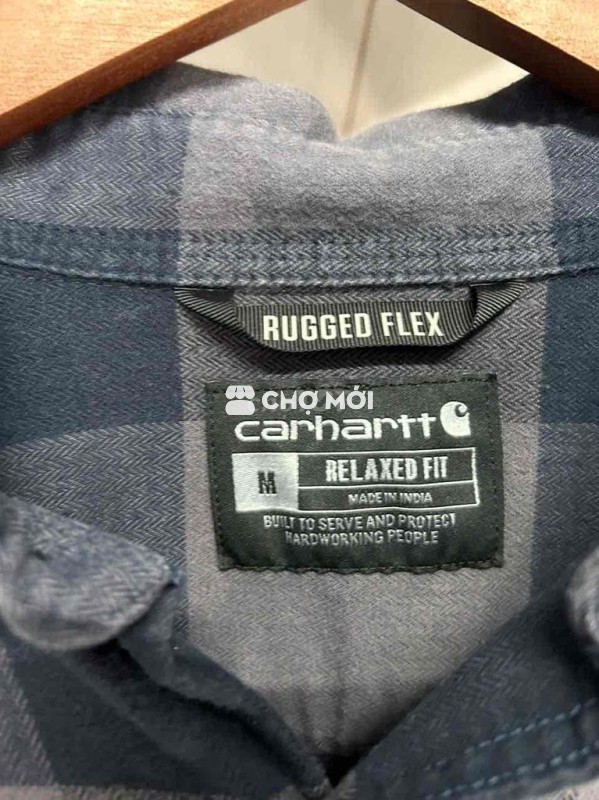 RUGGED FLEX
CHỢ MỚI
carhartt
M
RELAXED FIT
MADE IN INDIA
BUILT TO SERVE AND PROTECT
HARDWORKING PEOPLE